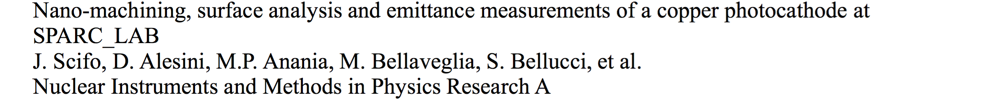 Nano-machining, surface analysis and emittance measurements of a copper photocathode at
SPARC_LAB
J. Scifo, D. Alesini, M.P. Anania, M. Bellaveglia, S. Bellucci, et al.
Nuclear Instruments and Methods in Physics Research A